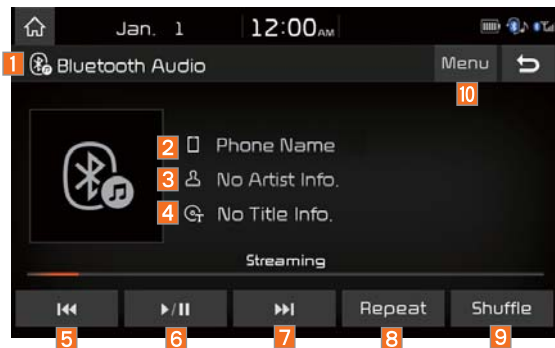 Jan. 1 12:00AM
1 Bluetooth Audio Menu
10
2 Phone Name
3 No Artist Info.
4 No Title Info.
Streaming
Repeat Shuffle
5 6 7 8 9